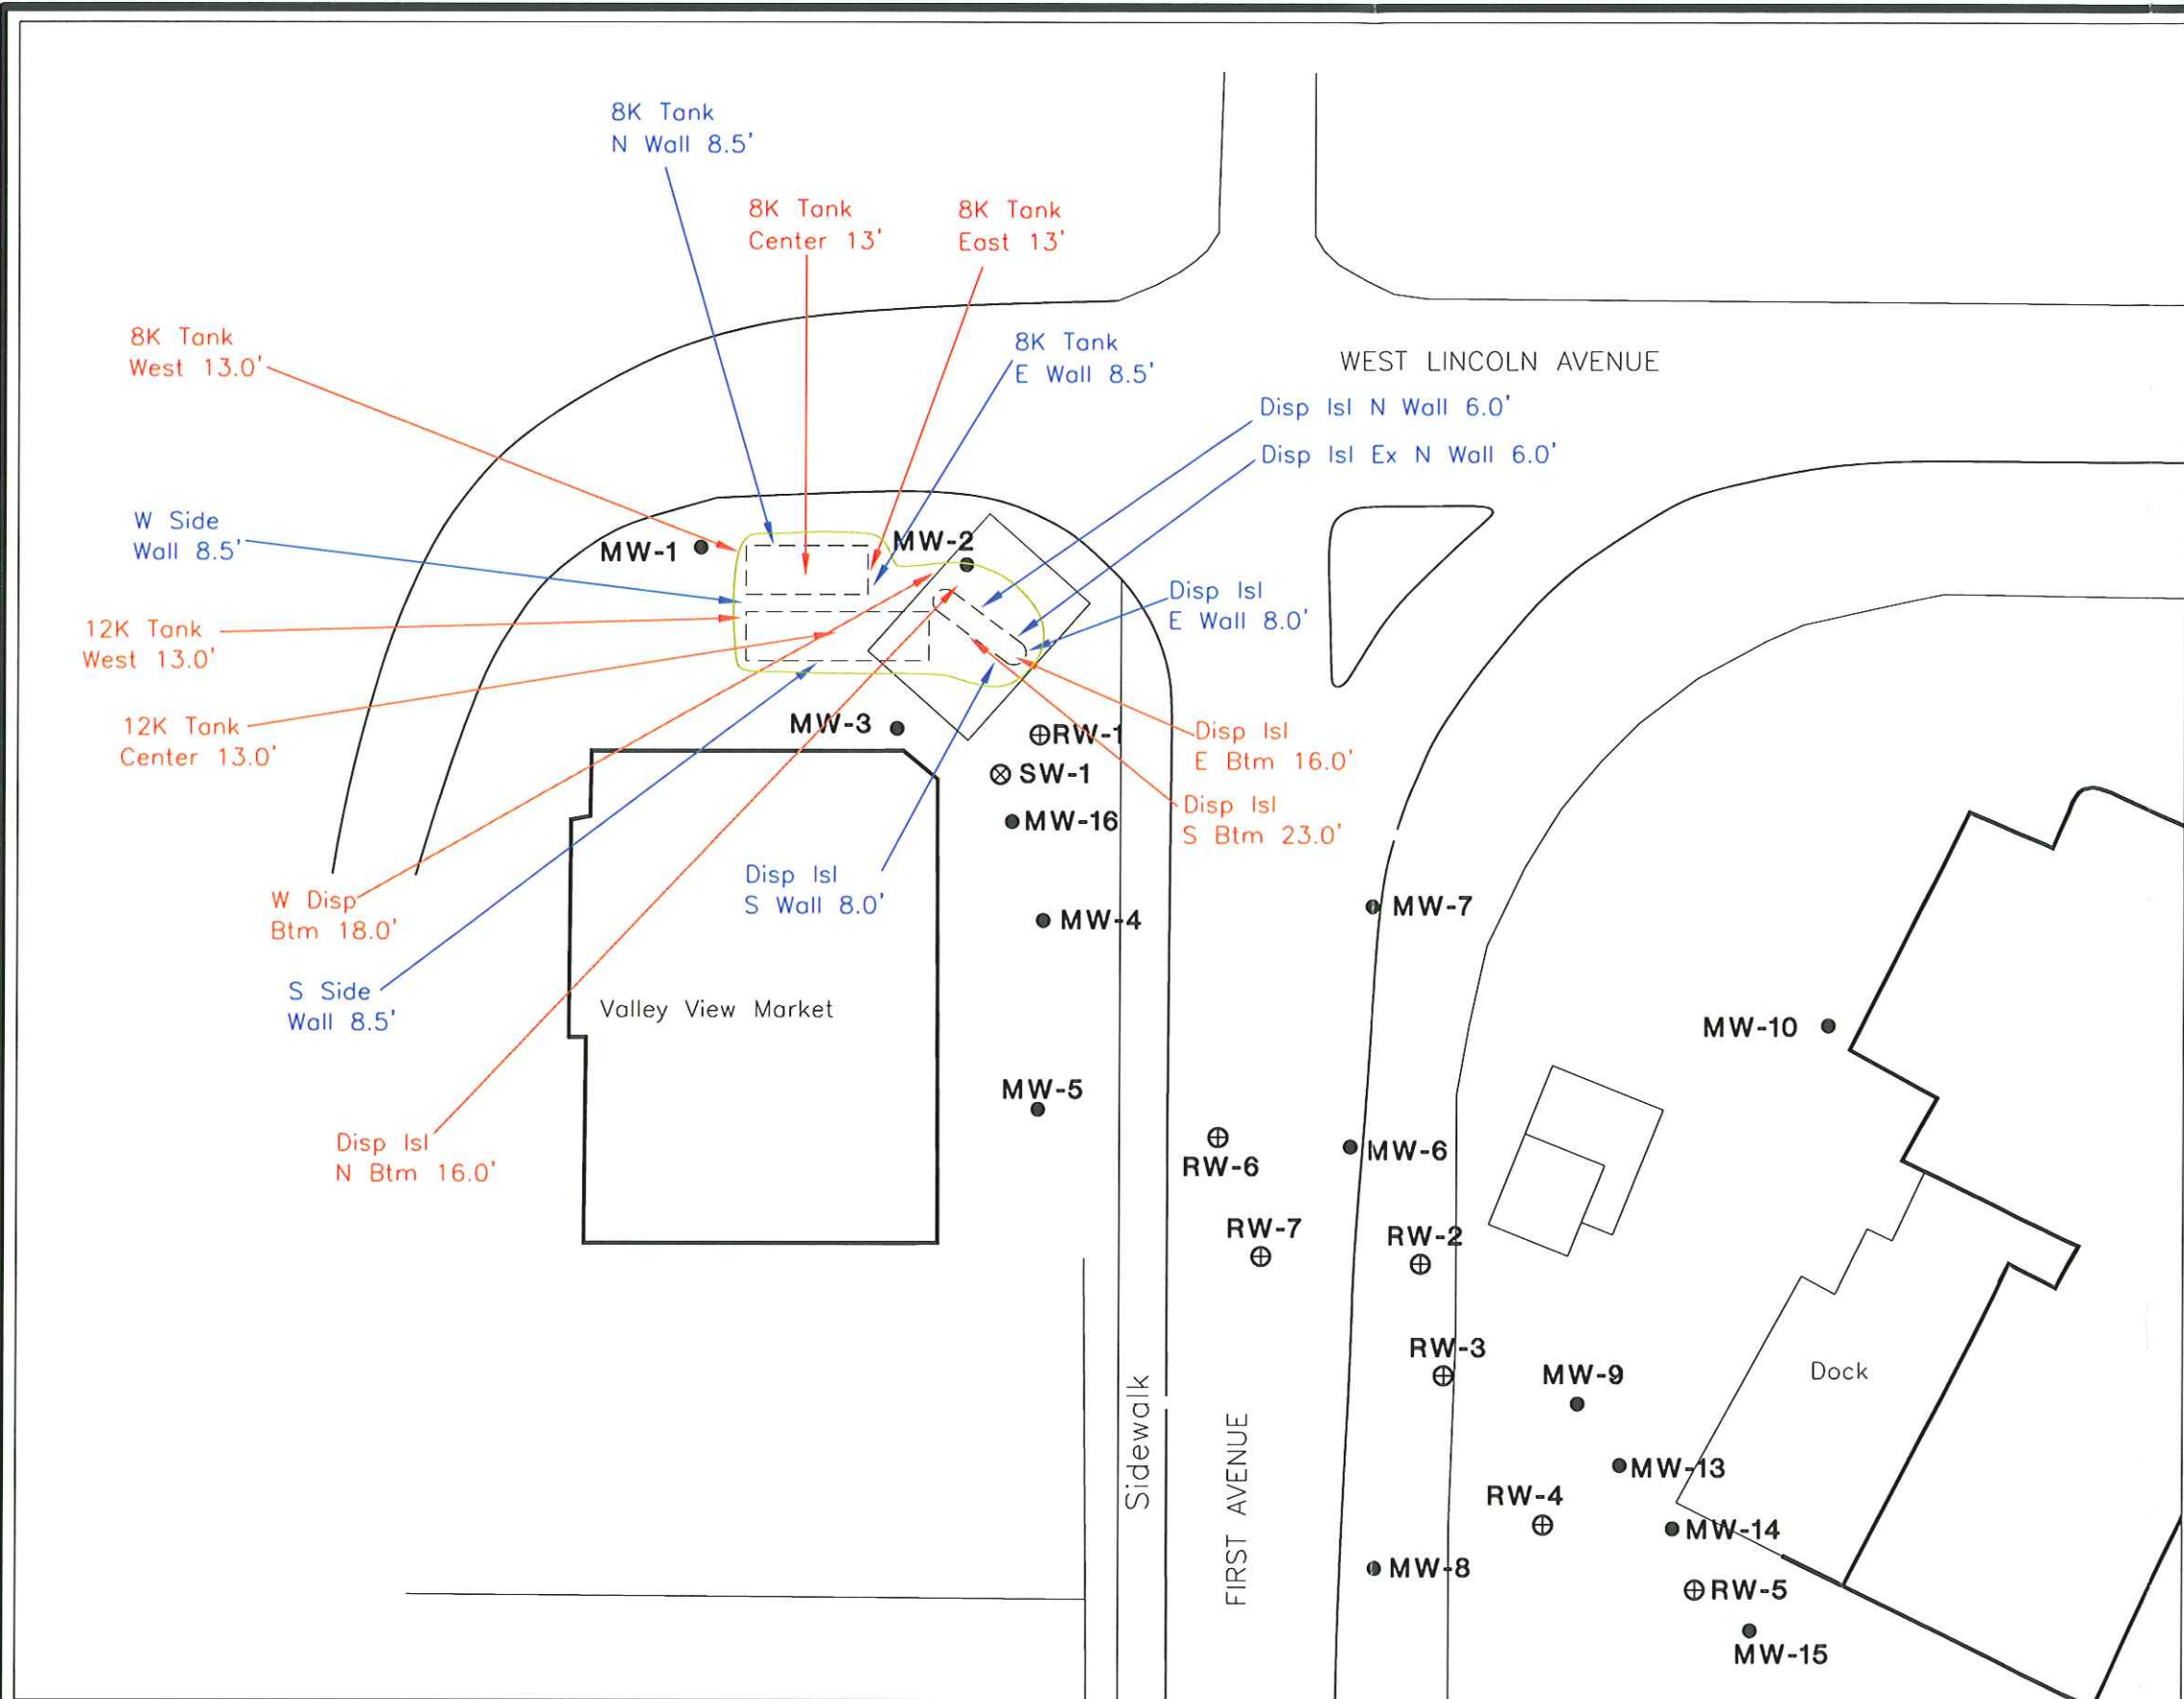 8K Tank
N Wall 8.5'
8K Tank
Center 13'
8K Tank
East 13'
8K Tank
West 13.0'
8K Tank
E Wall 8.5'
WEST LINCOLN AVENUE
Disp Isl N Wall 6.0'
Disp Isl Ex N Wall 6.0'
W Side
Wall 8.5'
MW-1
MW-2
Disp Isl
E Wall 8.0'
12K Tank
West 13.0'
12K Tank
Center 13.0'
MW-3
RW-1
Disp Isl
E Btm 16.0'
SW-1
Disp Isl
S Btm 23.0'
MW-16
W Disp
Btm 18.0'
Disp Isl
S Wall 8.0'
MW-4
MW-7
S Side
Wall 8.5'
Valley View Market
MW-10
MW-5
Disp Isl
N Btm 16.0'
RW-6
MW-6
RW-7
RW-2
RW-3
MW-9
Dock
Sidewalk
FIRST AVENUE
MW-13
RW-4
MW-14
MW-8
RW-5
MW-15